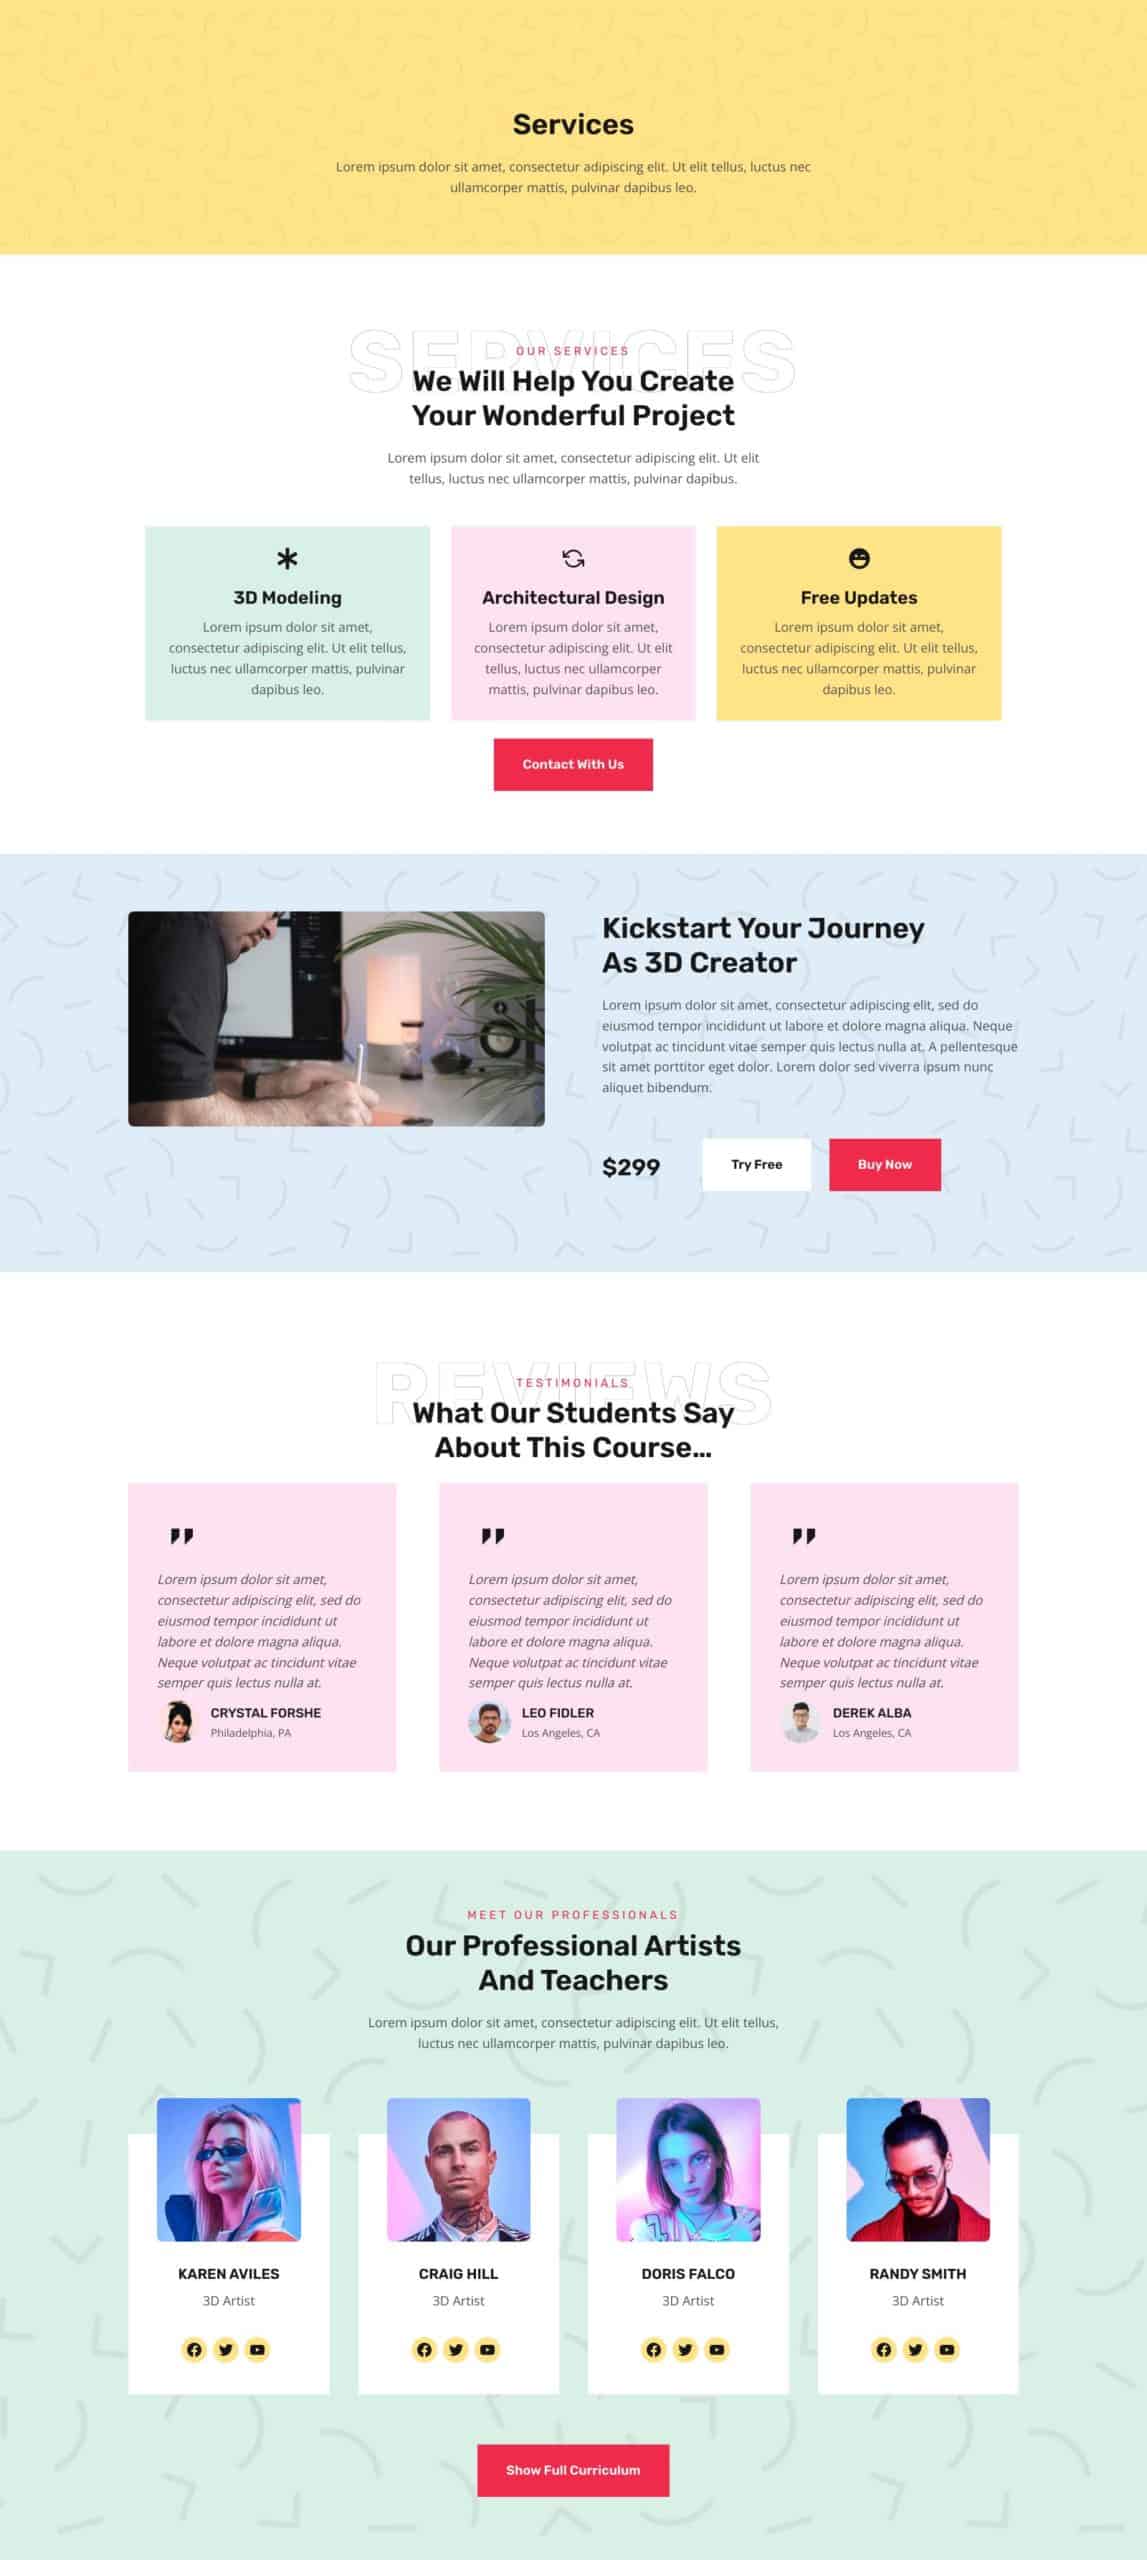 Services
Lorem ipsum dolor sit amet, consectetur adipiscing elit. Ut elit tellus, luctus nec
ullamcorper mattis, pulvinar dapibus leo.
SERVICES
OUR SERVICES
We Will Help You Create
Your Wonderful Project
Lorem ipsum dolor sit amet, consectetur adipiscing elit. Ut elit
tellus, luctus nec ullamcorper mattis, pulvinar dapibus.
3D Modeling
Lorem ipsum dolor sit amet,
consectetur adipiscing elit. Ut elit tellus,
luctus nec ullamcorper mattis, pulvinar
dapibus leo.
Architectural Design
Lorem ipsum dolor sit amet,
consectetur adipiscing elit. Ut elit
tellus, luctus nec ullamcorper
mattis, pulvinar dapibus leo.
Free Updates
Lorem ipsum dolor sit amet,
consectetur adipiscing elit. Ut elit tellus,
luctus nec ullamcorper mattis, pulvinar
dapibus leo.
Contact With Us
Kickstart Your Journey
As 3D Creator
Lorem ipsum dolor sit amet, consectetur adipiscing elit, sed do
eiusmod tempor incididunt ut labore et dolore magna aliqua. Neque
volutpat ac tincidunt vitae semper quis lectus nulla at. A pellentesque
sit amet porttitor eget dolor. Lorem dolor sed viverra ipsum nunc
aliquet bibendum.
$299
Try Free
Buy Now
REVIEWS
TESTIMONIALS
What Our Students Say
About This Course...
Lorem ipsum dolor sit amet,
consectetur adipiscing elit, sed do
eiusmod tempor incididunt ut
labore et dolore magna aliqua.
Neque volutpat ac tincidunt vitae
semper quis lectus nulla at.
CRYSTAL FORSHE
Philadelphia, PA
Lorem ipsum dolor sit amet,
consectetur adipiscing elit, sed do
eiusmod tempor incididunt ut
labore et dolore magna aliqua.
Neque volutpat ac tincidunt vitae
semper quis lectus nulla at.
LEO FIDLER
Los Angeles, CA
Lorem ipsum dolor sit amet,
consectetur adipiscing elit, sed do
eiusmod tempor incididunt ut
labore et dolore magna aliqua.
Neque volutpat ac tincidunt vitae
semper quis lectus nulla at.
DEREK ALBA
Los Angeles, CA
MEET OUR PROFESSIONALS
Our Professional Artists
And Teachers
Lorem ipsum dolor sit amet, consectetur adipiscing elit. Ut elit tellus,
luctus nec ullamcorper mattis, pulvinar dapibus leo.
KAREN AVILES
3D Artist
CRAIG HILL
3D Artist
DORIS FALCO
3D Artist
RANDY SMITH
3D Artist
Show Full Curriculum